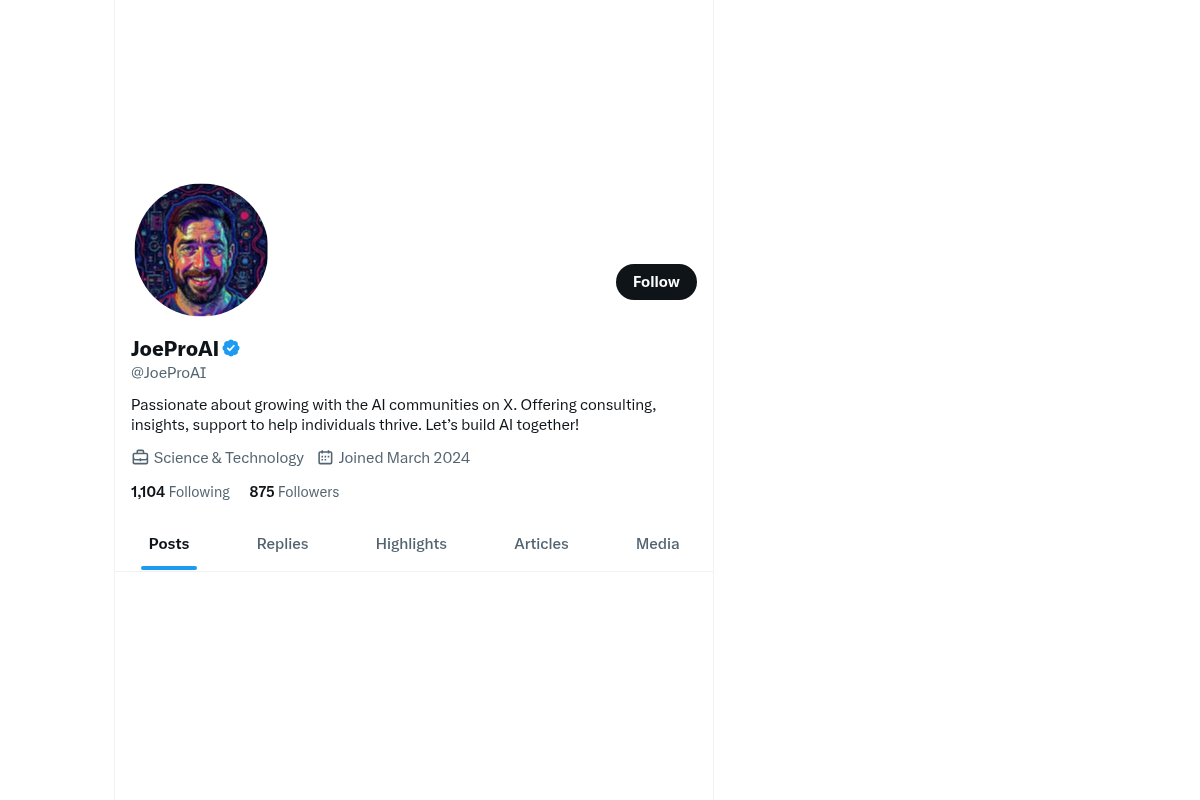 Follow
JoeProAI
@JoeProAI
Passionate about growing with the AI communities on X. Offering consulting,
insights, support to help individuals thrive. Let’s build AI together!
Science & Technology Joined March 2024
1,104 Following 875 Followers
Posts Replies Highlights Articles Media